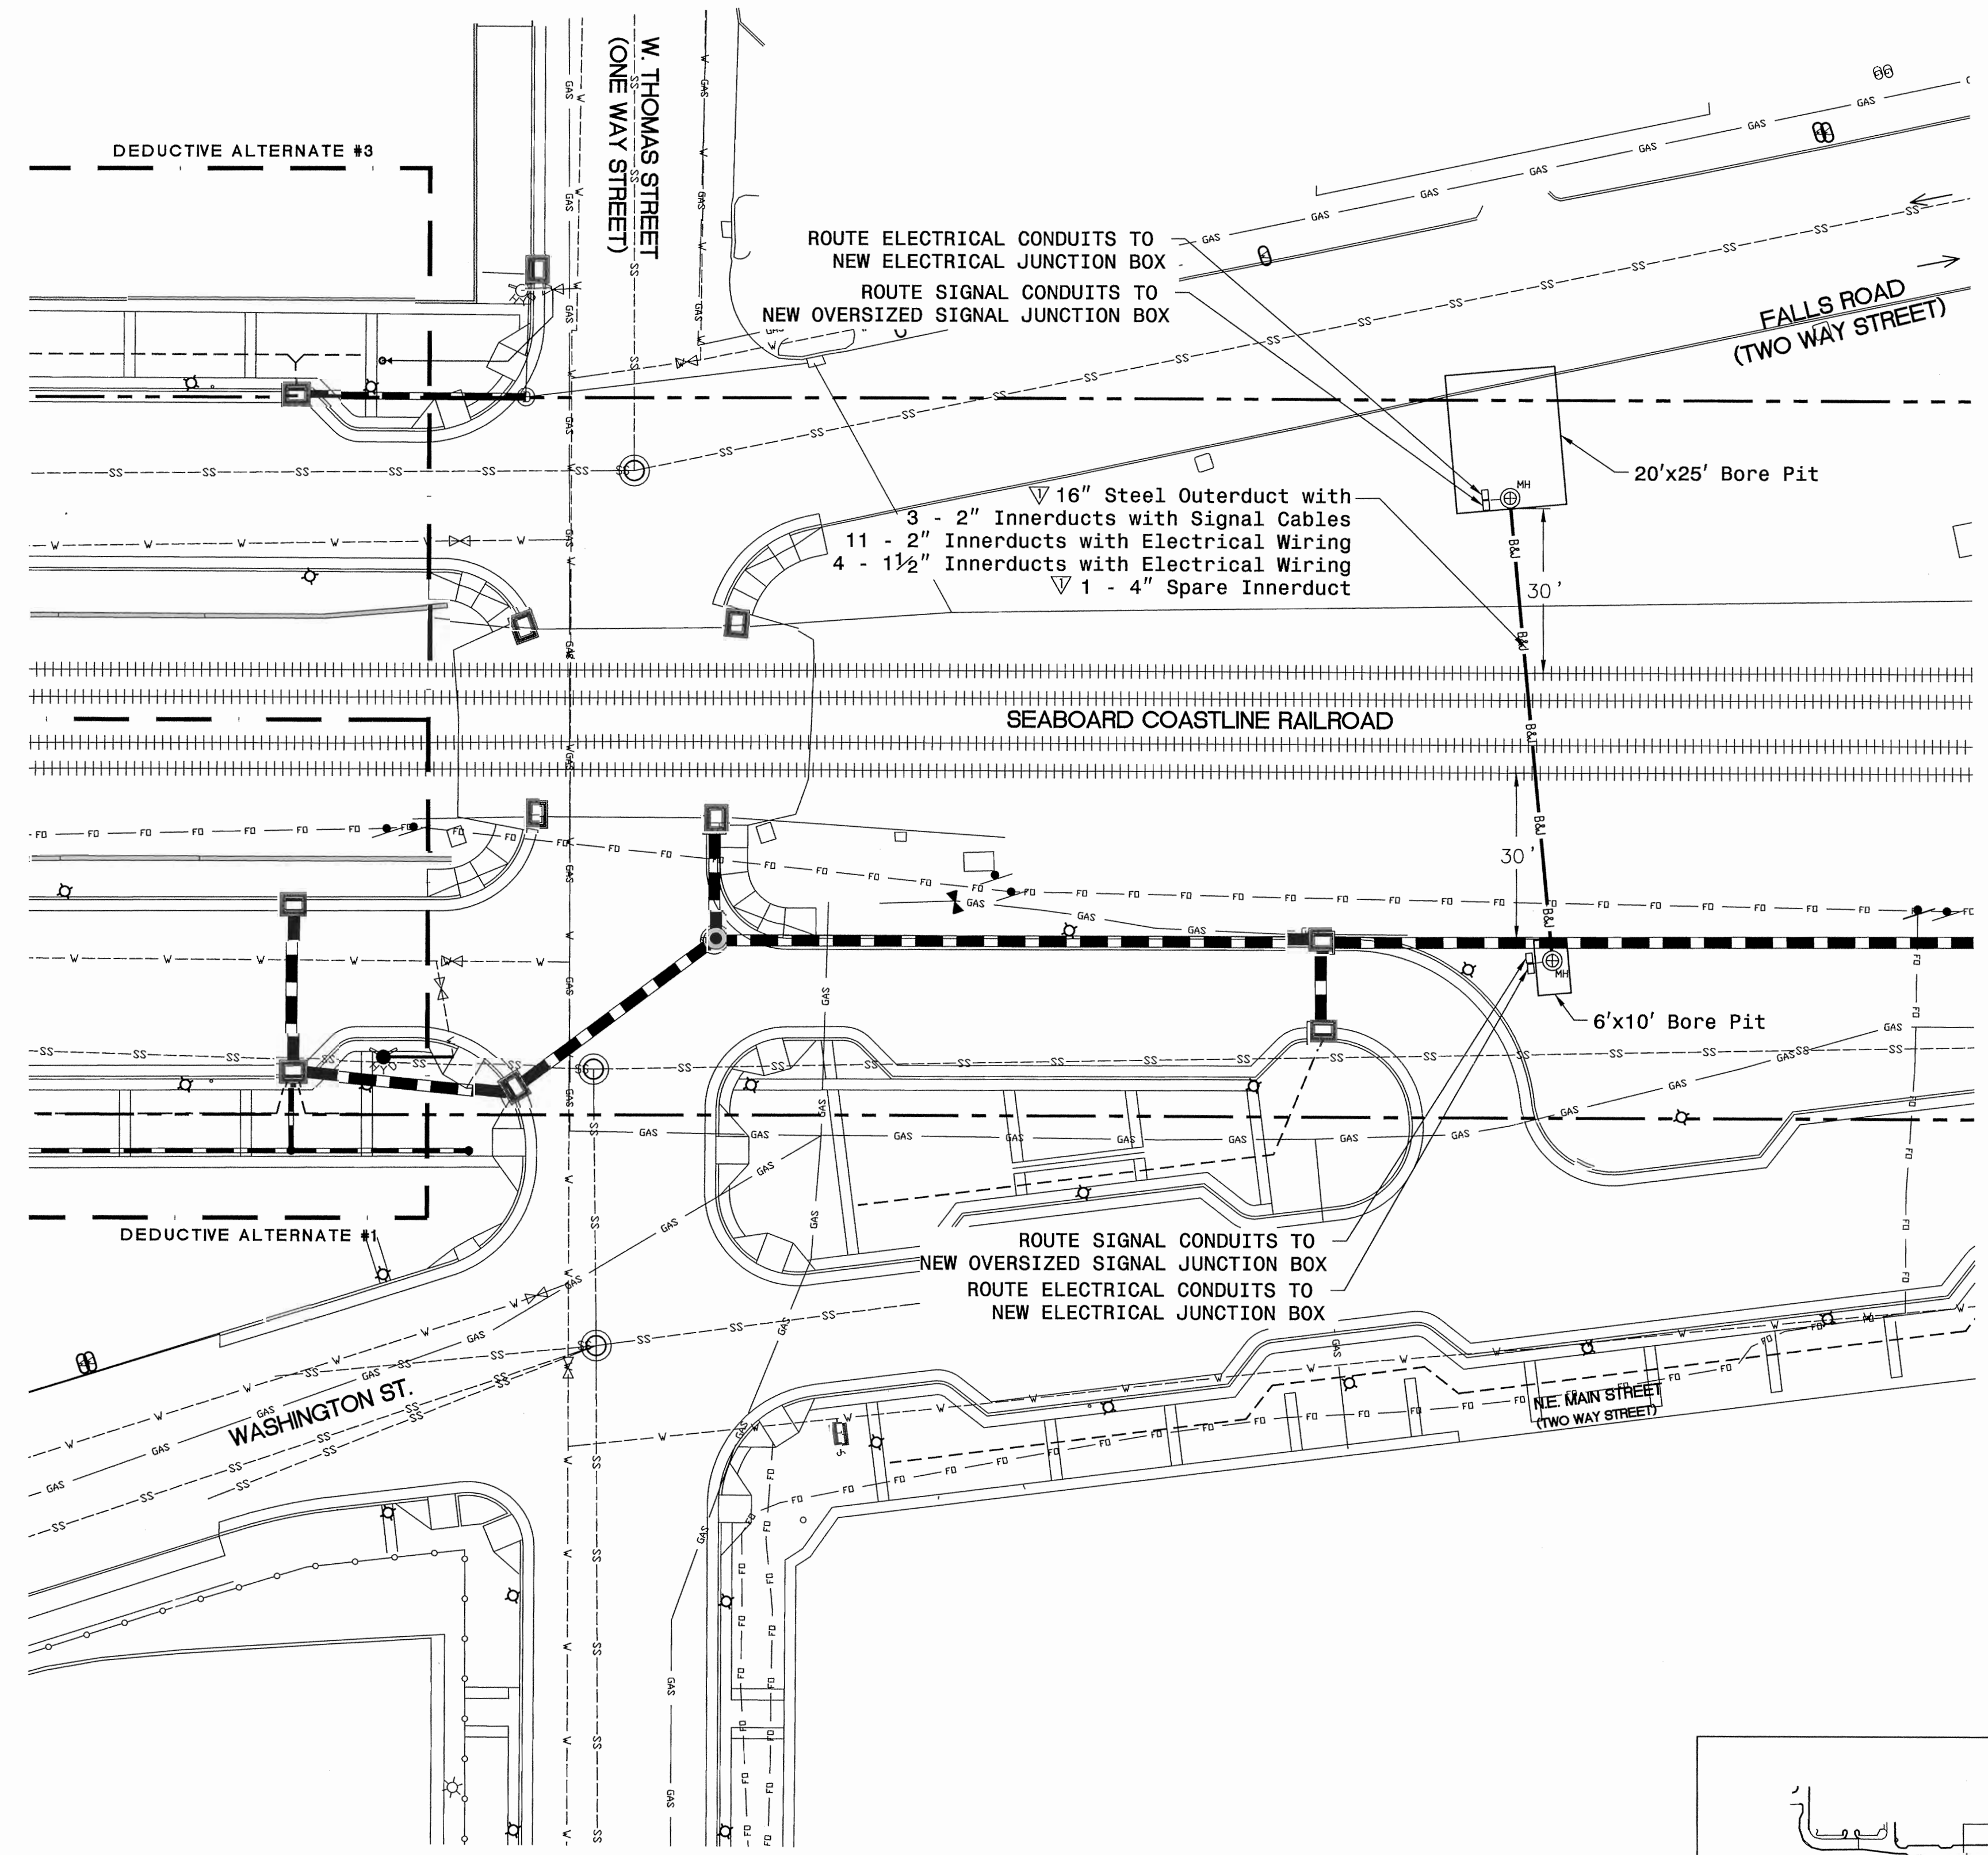 W. THOMAS STREET
(ONE WAY STREET)
DEDUCTIVE ALTERNATE #3
ROUTE ELECTRICAL CONDUITS TO
NEW ELECTRICAL JUNCTION BOX
ROUTE SIGNAL CONDUITS TO
NEW OVERSIZED SIGNAL JUNCTION BOX
FALLS ROAD
(TWO WAY STREET)
20'x25' Bore Pit
MH
1 16" Steel Outerduct with
3 - 2" Innerducts with Signal Cables
11 - 2" Innerducts with Electrical Wiring
4 - 1½" Innerducts with Electrical Wiring
1 1 - 4" Spare Innerduct
30'
B&J
SEABOARD COASTLINE RAILROAD
30'
MH
6'x10' Bore Pit
DEDUCTIVE ALTERNATE #1
ROUTE SIGNAL CONDUITS TO
NEW OVERSIZED SIGNAL JUNCTION BOX
ROUTE ELECTRICAL CONDUITS TO
NEW ELECTRICAL JUNCTION BOX
WASHINGTON ST.
N.E. MAIN STREET
(TWO WAY STREET)
GAS
W
SS
FO